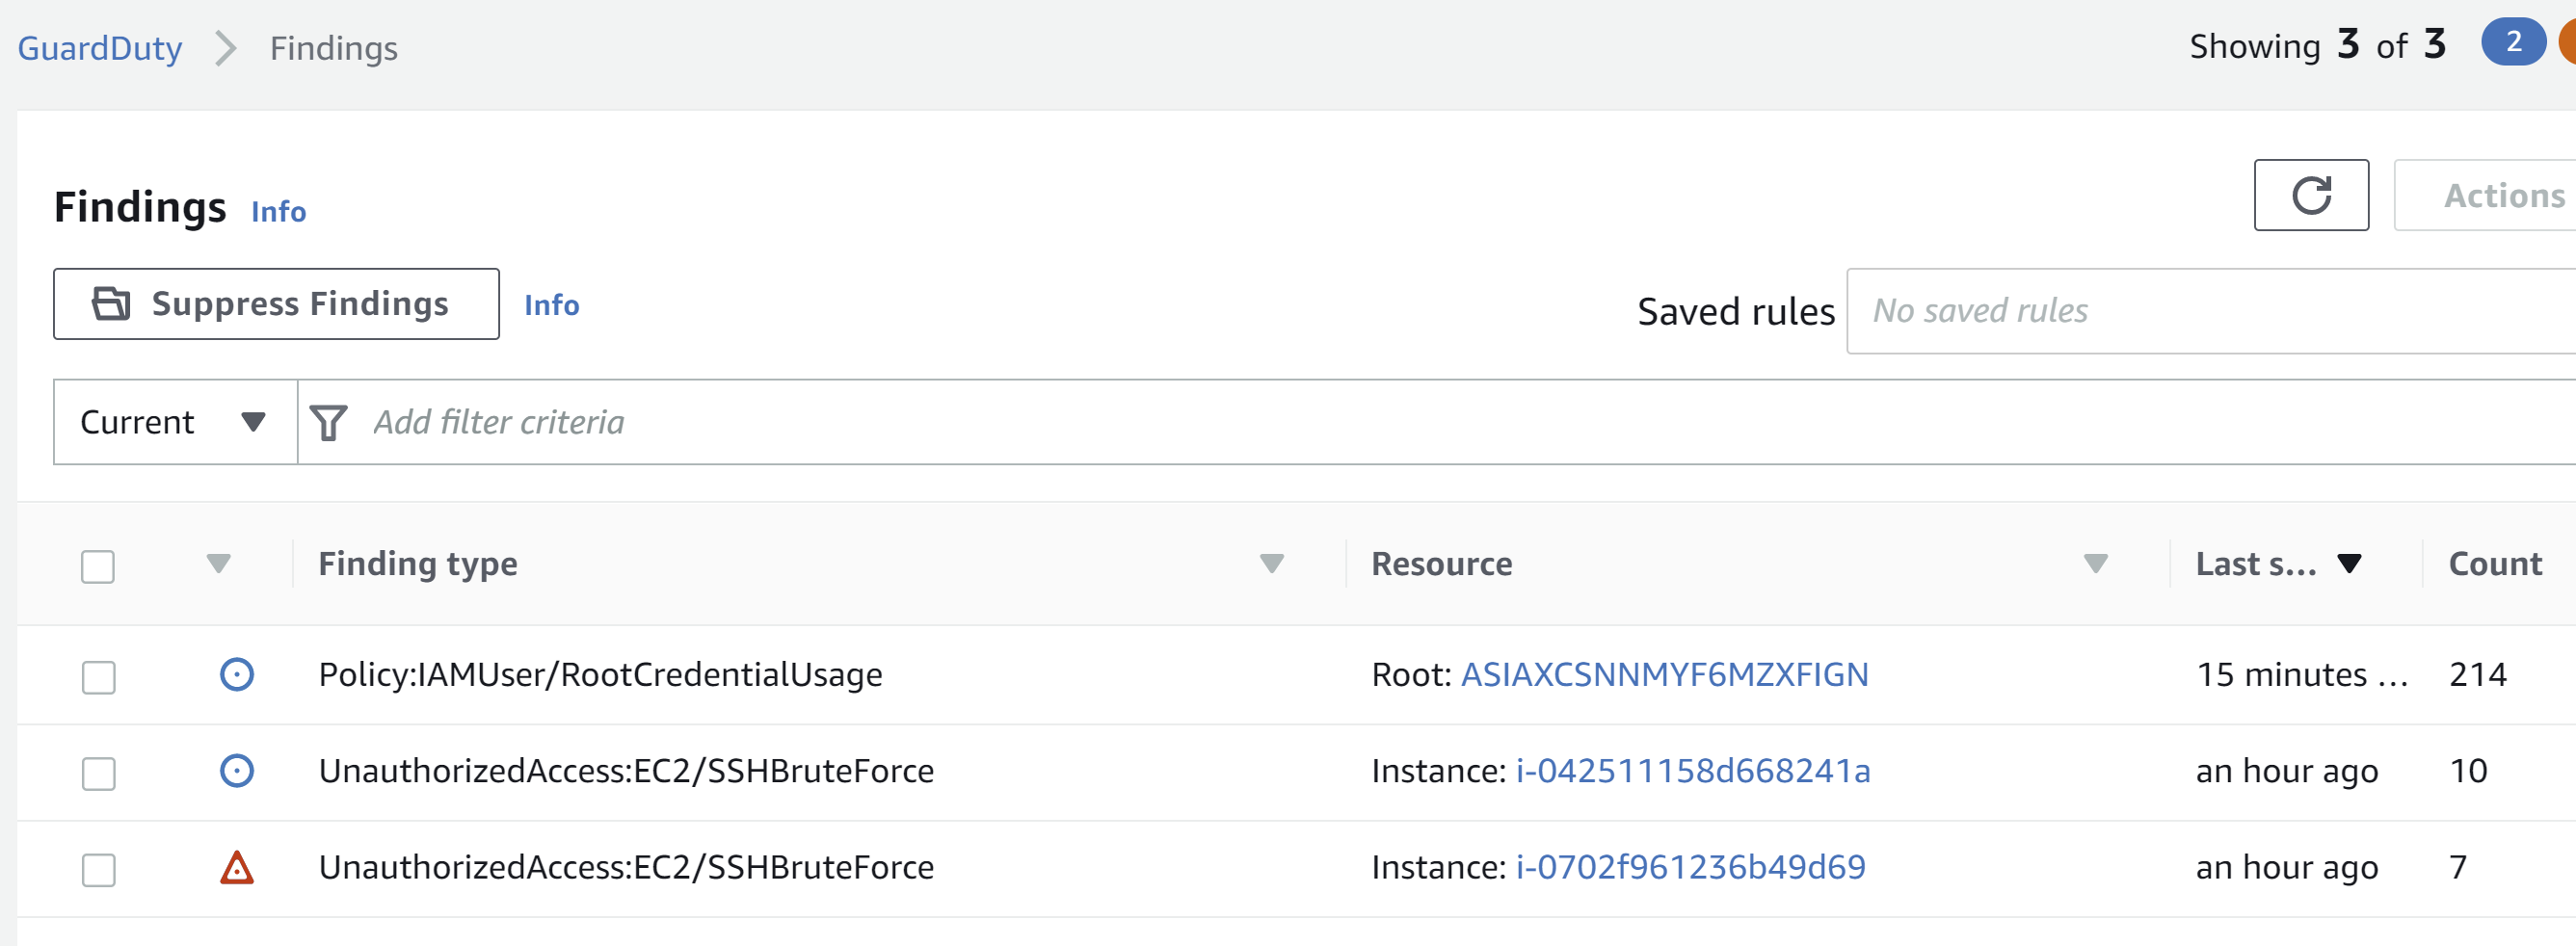 GuardDuty > Findings Showing 3 of 3 2
Findings Info Actions
Suppress Findings Info Saved rules No saved rules
Current Add filter criteria
Finding type Resource Last s... Count
Policy:IAMUser/RootCredentialUsage Root: ASIAXCSNNMYF6MZXFIGN 15 minutes ... 214
UnauthorizedAccess:EC2/SSHBruteForce Instance: i-042511158d668241a an hour ago 10
UnauthorizedAccess:EC2/SSHBruteForce Instance: i-0702f961236b49d69 an hour ago 7